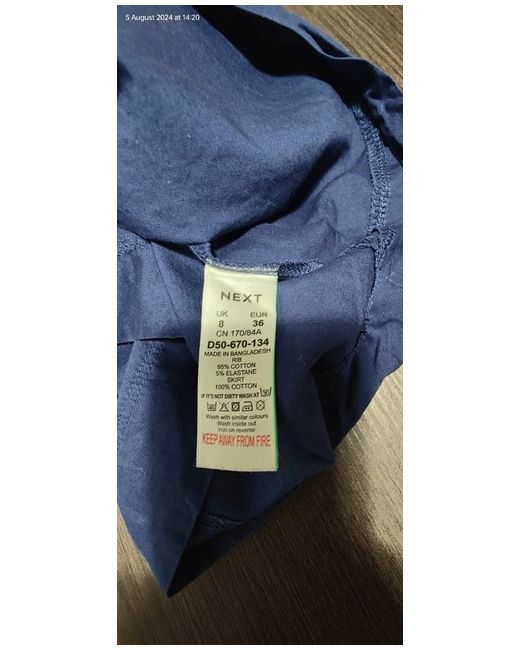 5 August 2024 at 14:20
NEXT
UK EUR
8 36
CN 170/84A
D50-670-134
MADE IN BANGLADESH
RIB
95% COTTON
5% ELASTANE
SKIRT
100% COTTON
IF IT'S NOT DIRTY WASH AT
Wash with similar colours
Wash inside out
Iron on reverse
KEEP AWAY FROM FIRE